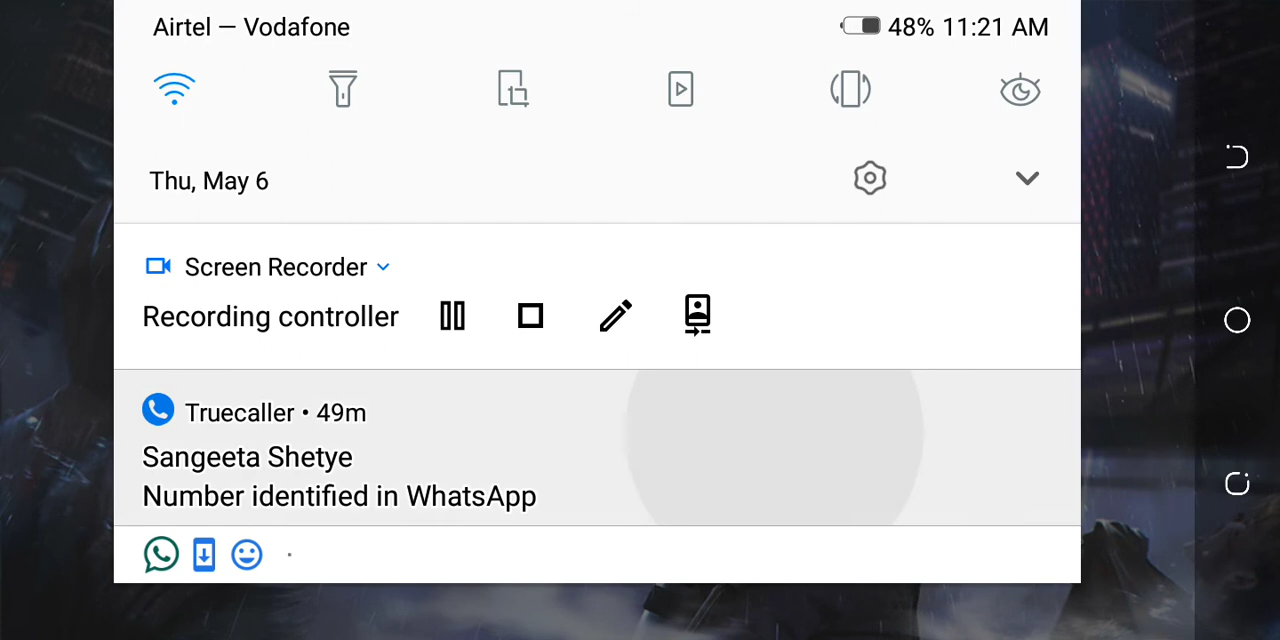 Airtel — Vodafone
48% 11:21 AM
Thu, May 6
Screen Recorder
Recording controller
Truecaller • 49m
Sangeeta Shetye
Number identified in WhatsApp